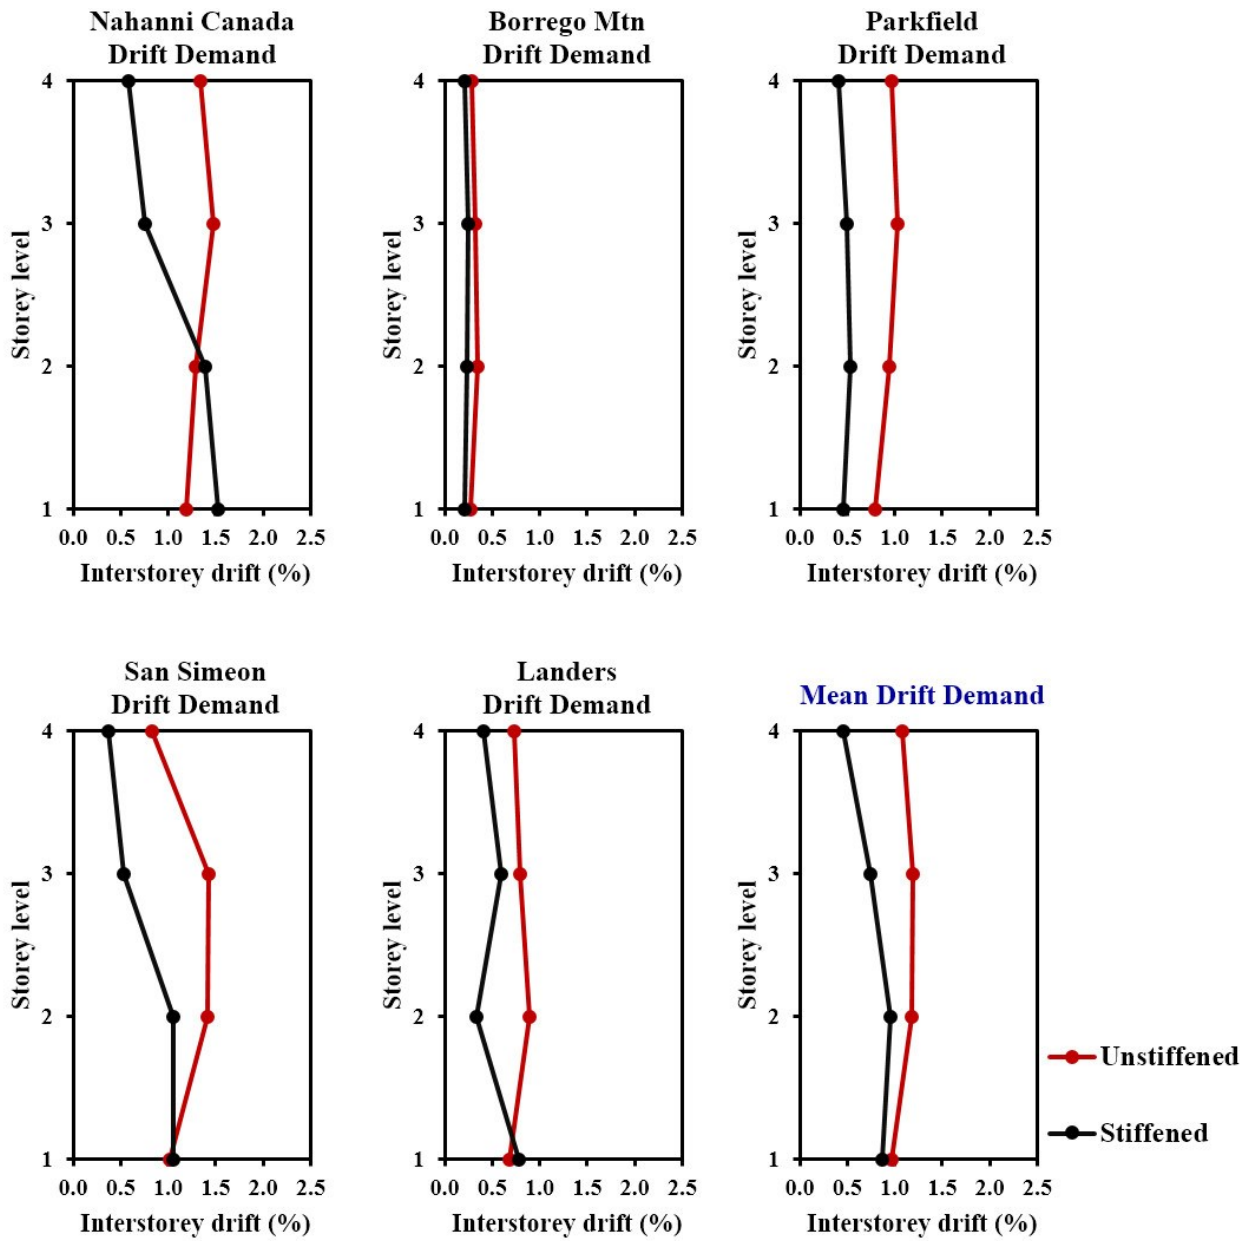 Nahanni Canada
Drift Demand
4
3
2
1
Storey level
0.0 0.5 1.0 1.5 2.0 2.5
Interstorey drift (%)
Borrego Mtn
Drift Demand
4
3
2
1
Storey level
0.0 0.5 1.0 1.5 2.0 2.5
Interstorey drift (%)
Parkfield
Drift Demand
4
3
2
1
Storey level
0.0 0.5 1.0 1.5 2.0 2.5
Interstorey drift (%)
San Simeon
Drift Demand
4
3
2
1
Storey level
0.0 0.5 1.0 1.5 2.0 2.5
Interstorey drift (%)
Landers
Drift Demand
4
3
2
1
Storey level
0.0 0.5 1.0 1.5 2.0 2.5
Interstorey drift (%)
Mean Drift Demand
4
3
2
1
Storey level
0.0 0.5 1.0 1.5 2.0 2.5
Interstorey drift (%)
Unstiffened
Stiffened